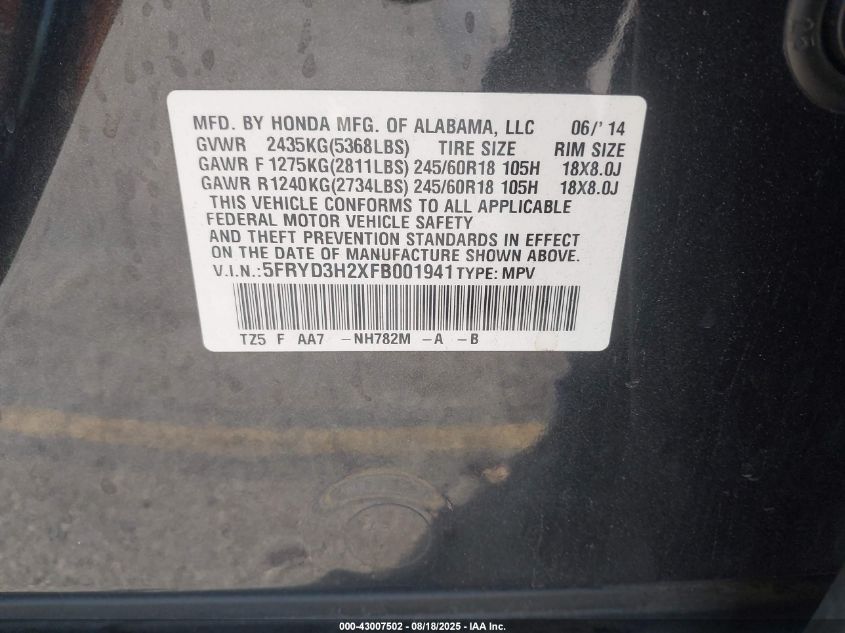 MFD. BY HONDA MFG. OF ALABAMA, LLC 06/'14
GVWR 2435KG(5368LBS) TIRE SIZE RIM SIZE
GAWR F 1275KG(2811LBS) 245/60R18 105H 18X8.0J
GAWR R1240KG(2734LBS) 245/60R18 105H 18X8.0J
THIS VEHICLE CONFORMS TO ALL APPLICABLE
FEDERAL MOTOR VEHICLE SAFETY
AND THEFT PREVENTION STANDARDS IN EFFECT
ON THE DATE OF MANUFACTURE SHOWN ABOVE.
V.I.N.:5FRYD3H2XFB001941 TYPE: MPV
TZ5 F AA7 -NH782M -A -B
000-43007502 - 08/18/2025 - IAA Inc.